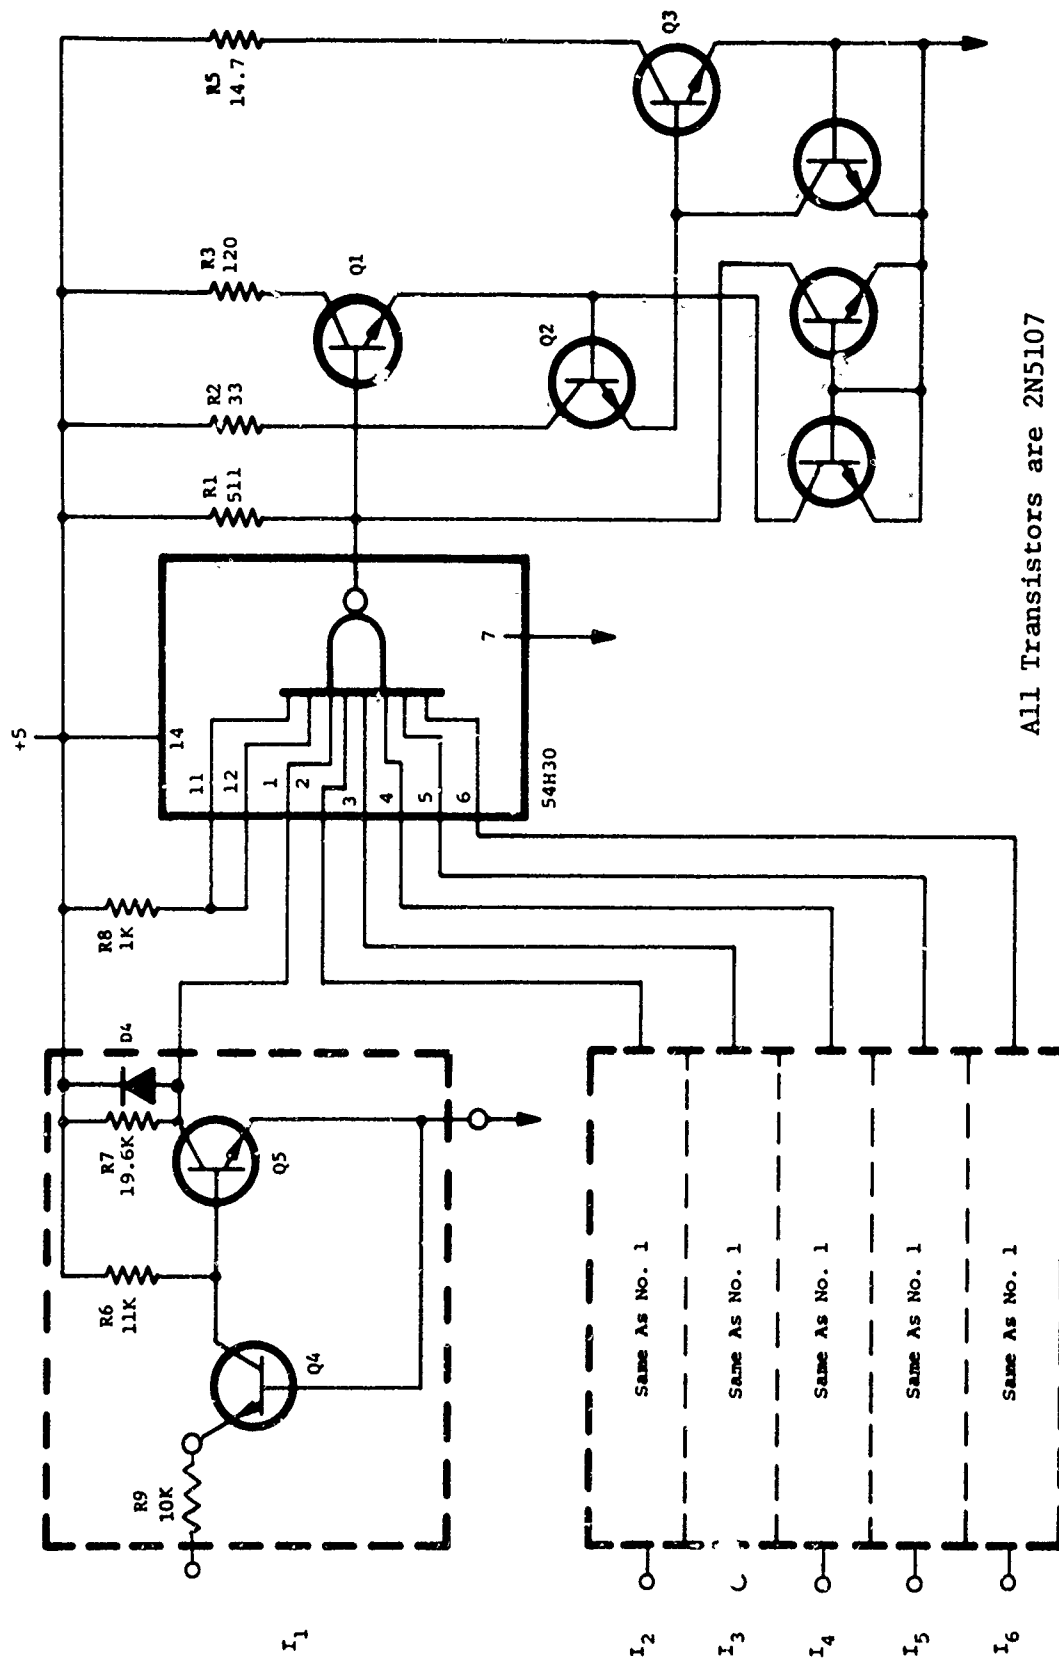 +5
R8
1K
D4
R7
19.6K
R6
11K
R9
10K
Q4
Q5
I1
14
11
12
1
2
3
4
5
6
7
54H30
R1
511
R2
33
R3
120
R5
14.7
Q1
Q2
Q3
I2
Same As No. 1
I3
Same As No. 1
I4
Same As No. 1
I5
Same As No. 1
I6
Same As No. 1
All Transistors are 2N5107